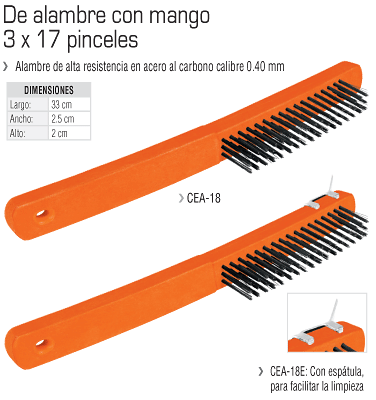 De alambre con mango
3 x 17 pinceles
› Alambre de alta resistencia en acero al carbono calibre 0.40 mm
DIMENSIONES
Largo: 33 cm
Ancho: 2.5 cm
Alto: 2 cm
› CEA-18
› CEA-18E: Con espátula,
para facilitar la limpieza